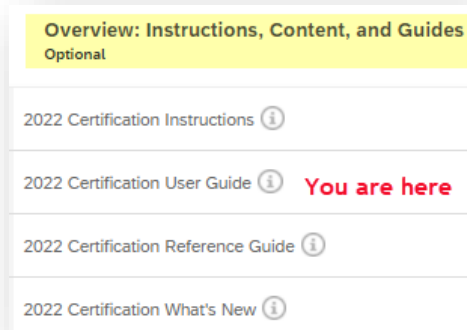 Overview: Instructions, Content, and Guides
Optional
2022 Certification Instructions
2022 Certification User Guide You are here
2022 Certification Reference Guide
2022 Certification What's New